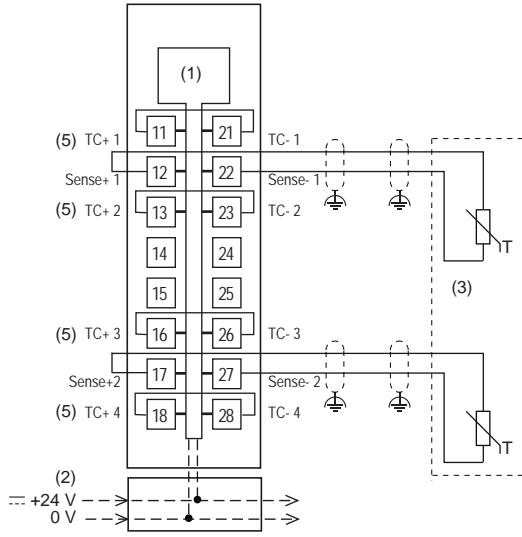 (1)
11 21
(5) TC+ 1 TC- 1
12 22
Sense+ 1 Sense- 1
(5) TC+ 2 13 23 TC- 2
T
14 24
(3)
15 25
(5) TC+ 3 16 26 TC- 3
17 27
Sense+2 Sense- 2
(5) TC+ 4 18 28 TC- 4
T
(2)
+24 V
0 V